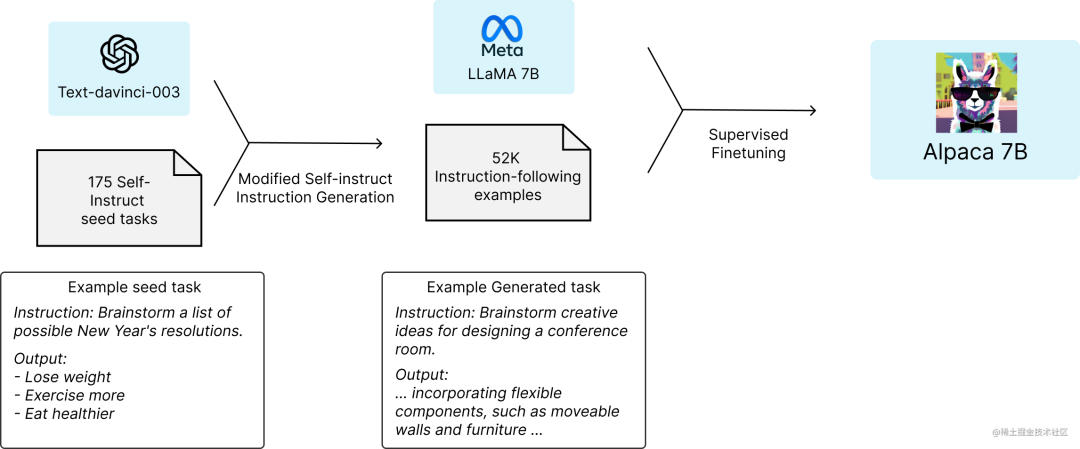 Text-davinci-003
175 Self-
Instruct
seed tasks
Modified Self-instruct
Instruction Generation
Meta
LLaMA 7B
52K
Instruction-following
examples
Supervised
Finetuning
Alpaca 7B
Example seed task
Instruction: Brainstorm a list of
possible New Year's resolutions.
Output:
- Lose weight
- Exercise more
- Eat healthier
Example Generated task
Instruction: Brainstorm creative
ideas for designing a conference
room.
Output:
... incorporating flexible
components, such as moveable
walls and furniture ...
@稀土掘金技术社区